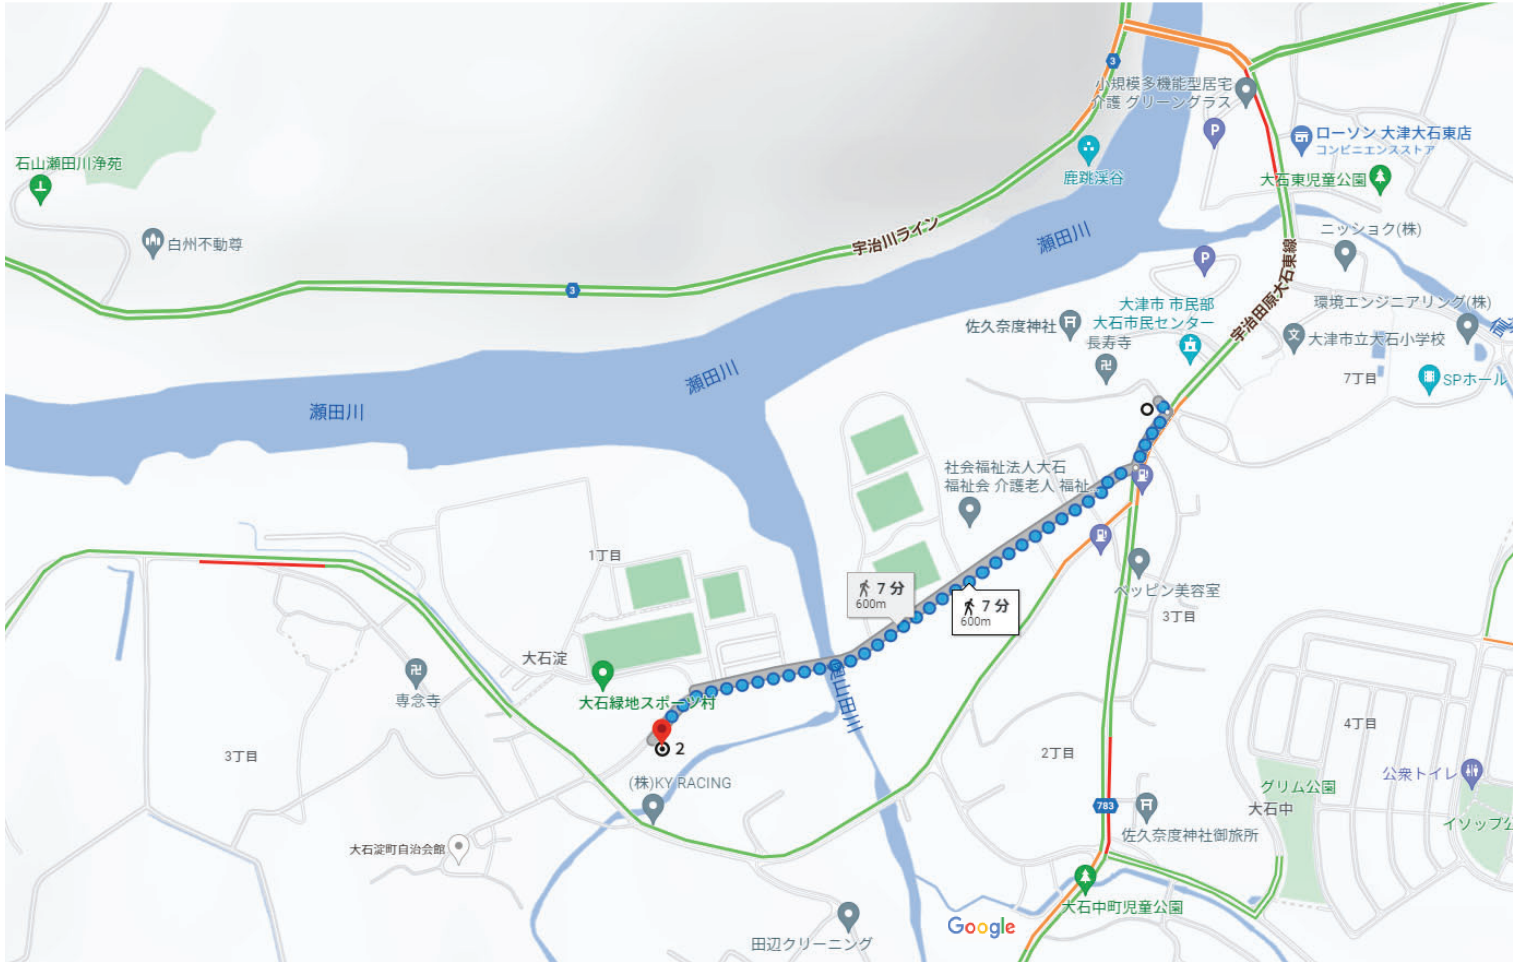 3
小規模多機能型居宅
介護 グリーングラス
P
ローソン 大津大石東店
コンビニエンスストア
石山瀬田川浄苑
鹿跳渓谷
大石東児童公園
白州不動尊
宇治川ライン
瀬田川
ニッショク(株)
P
3
宇治田原大石東線
大津市 市民部
大石市民センター
環境エンジニアリング(株)
佐久奈度神社
長寿寺
文
大津市立大石小学校
瀬田川
7丁目
SPホール
瀬田川
社会福祉法人大石
福祉会 介護老人 福祉
1丁目
7 分
600m
7 分
600m
ベッピン美容室
3丁目
大石淀
専念寺
大石緑地スポーツ村
4丁目
2
3丁目
2丁目
(株)KY RACING
公衆トイレ
グリム公園
783
大石中
佐久奈度神社御旅所
イソップ公
大石淀町自治会館
大石中町児童公園
Google
田辺クリーニング